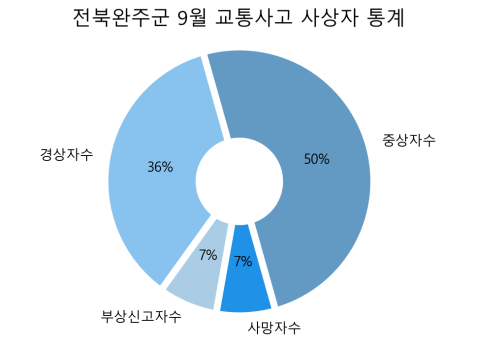 전북완주군 9월 교통사고 사상자 통계
중상자수
50%
경상자수
36%
7%
부상신고자수
7%
사망자수